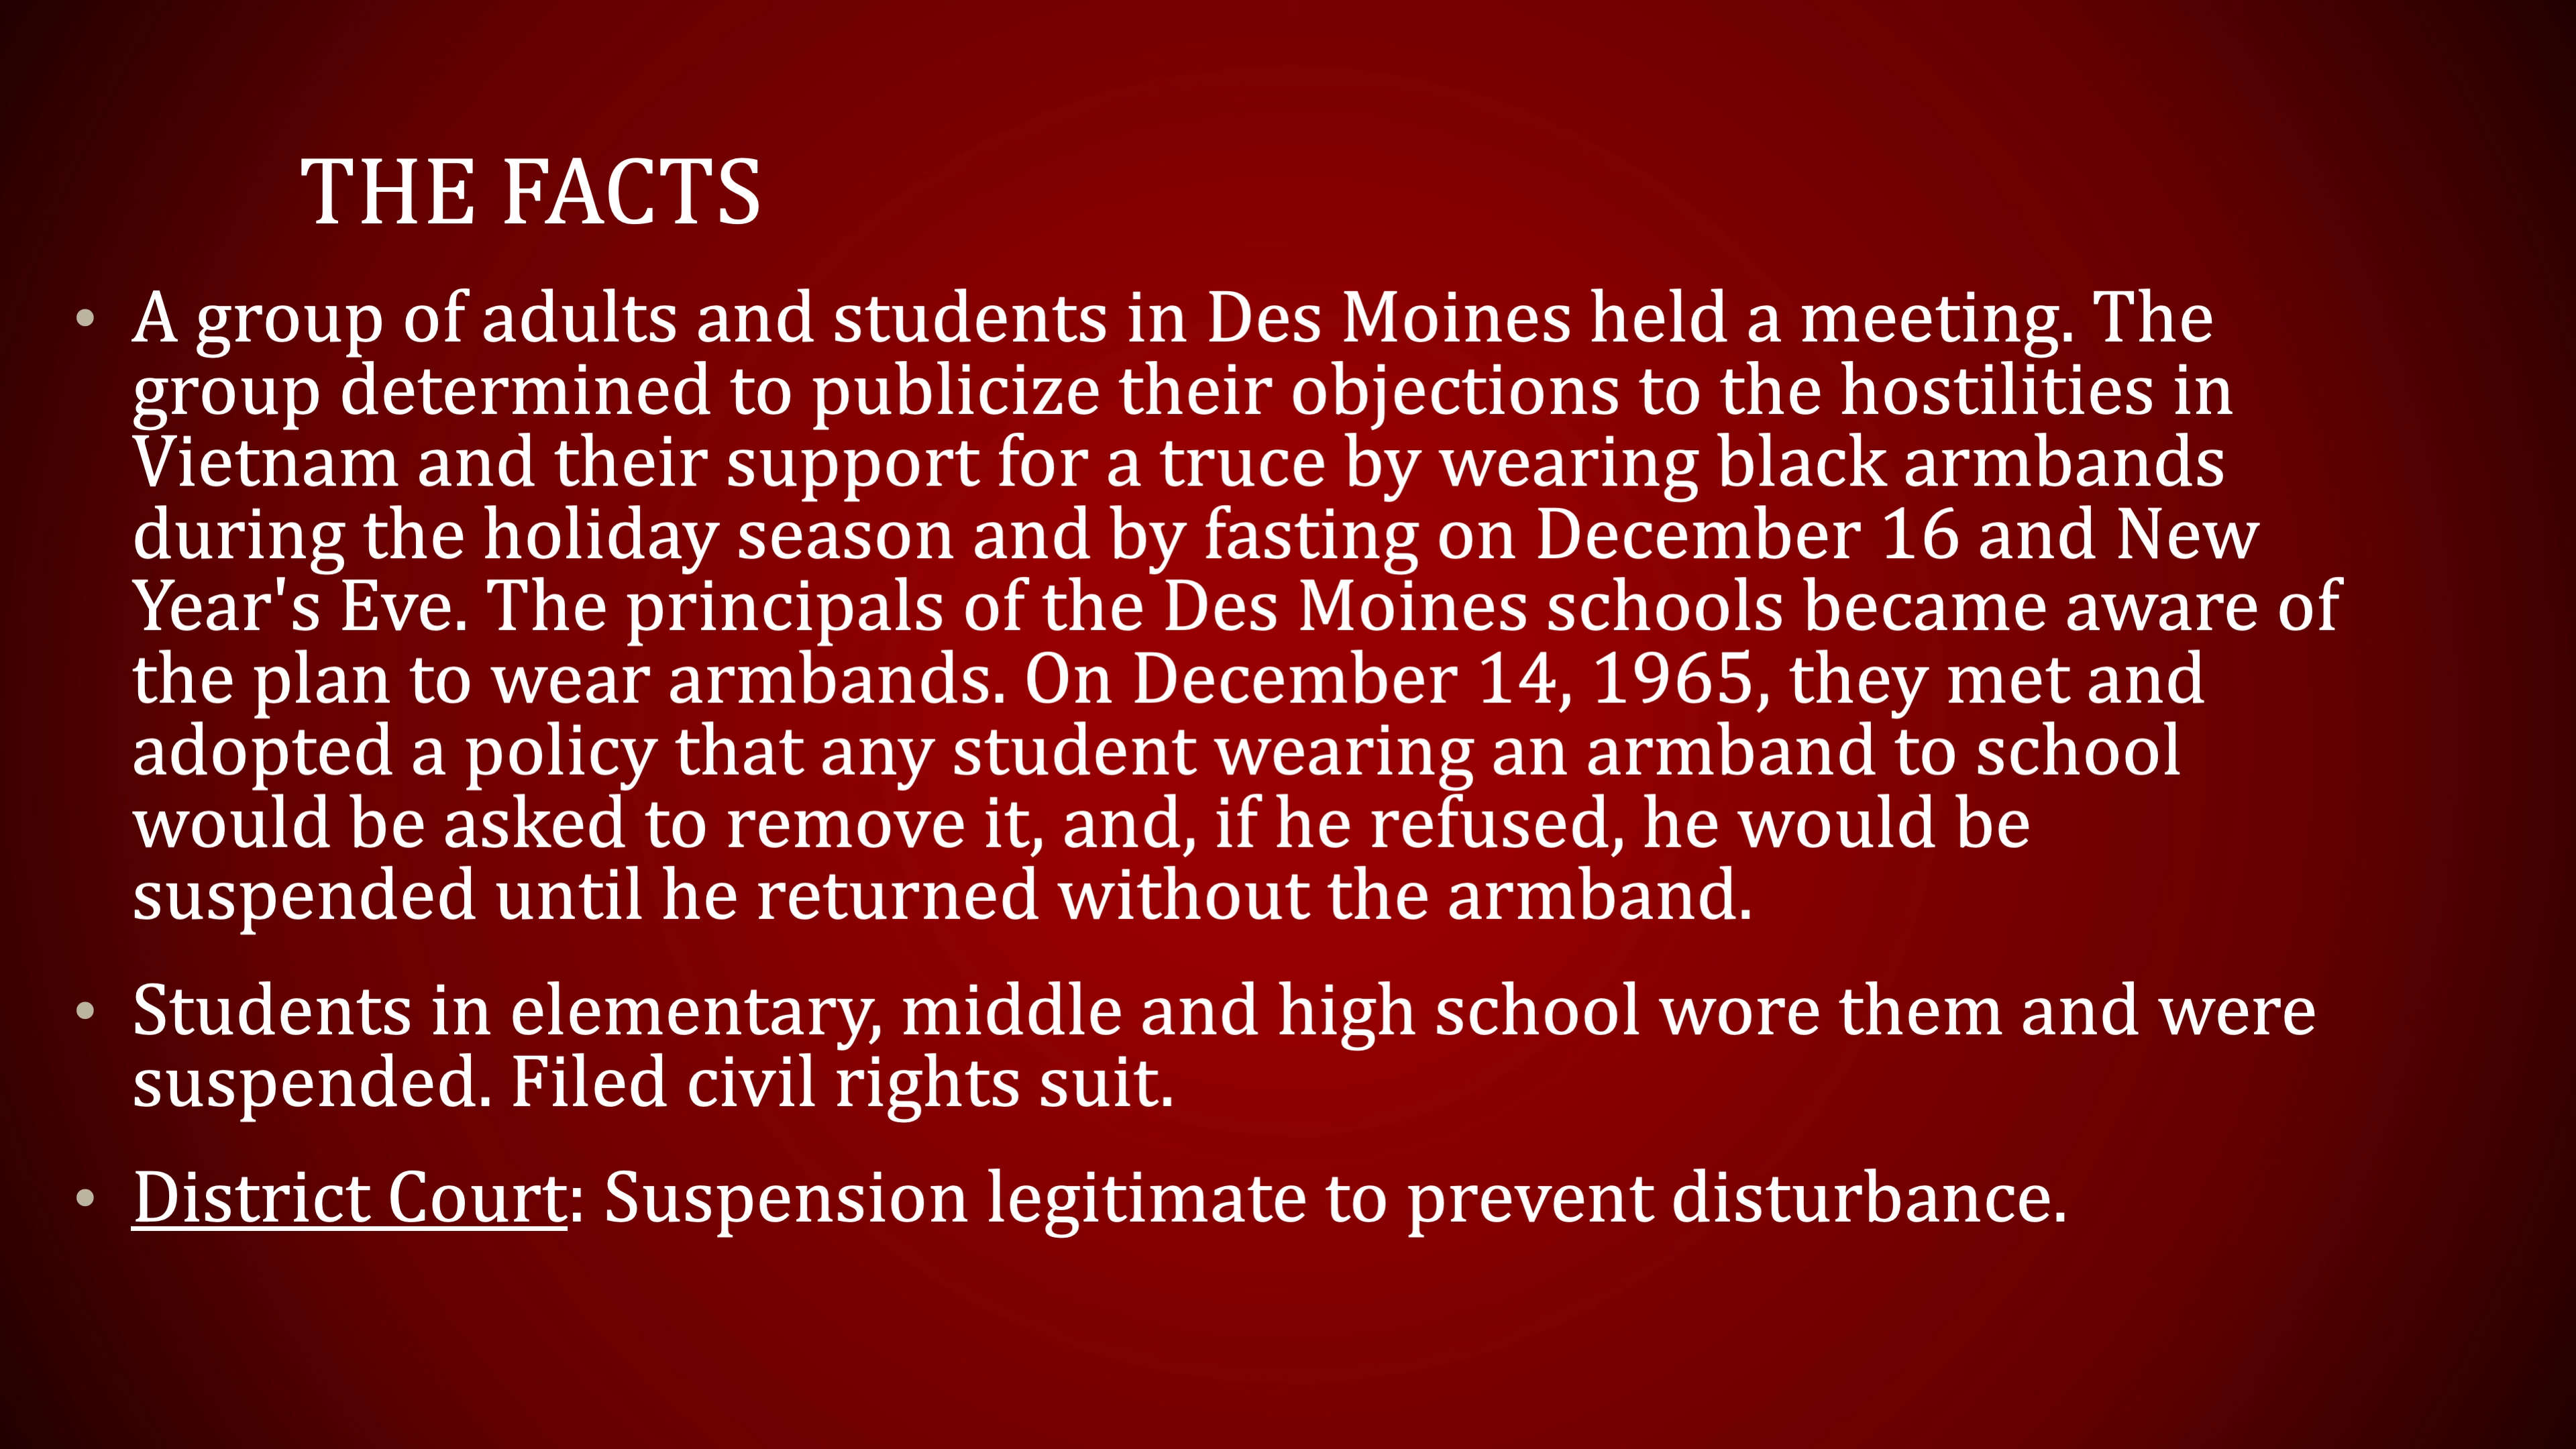 THE FACTS
• A group of adults and students in Des Moines held a meeting. The
group determined to publicize their objections to the hostilities in
Vietnam and their support for a truce by wearing black armbands
during the holiday season and by fasting on December 16 and New
Year's Eve. The principals of the Des Moines schools became aware of
the plan to wear armbands. On December 14, 1965, they met and
adopted a policy that any student wearing an armband to school
would be asked to remove it, and, if he refused, he would be
suspended until he returned without the armband.
• Students in elementary, middle and high school wore them and were
suspended. Filed civil rights suit.
• District Court: Suspension legitimate to prevent disturbance.